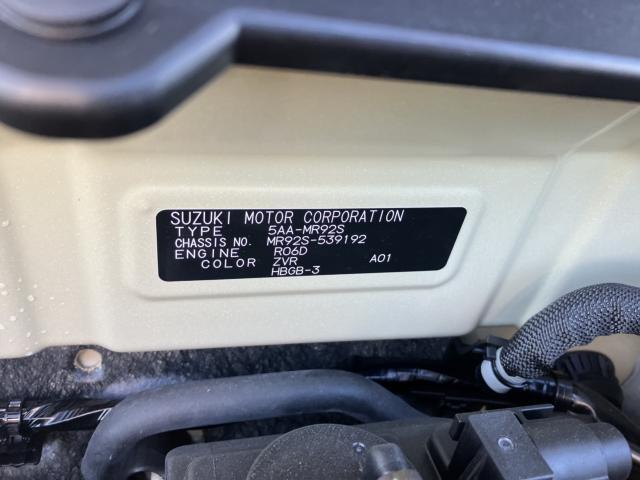 SUZUKI MOTOR CORPORATION
TYPE 5AA-MR92S
CHASSIS NO. MR92S-539192
ENGINE R06D
COLOR ZVR A01
HBGB-3